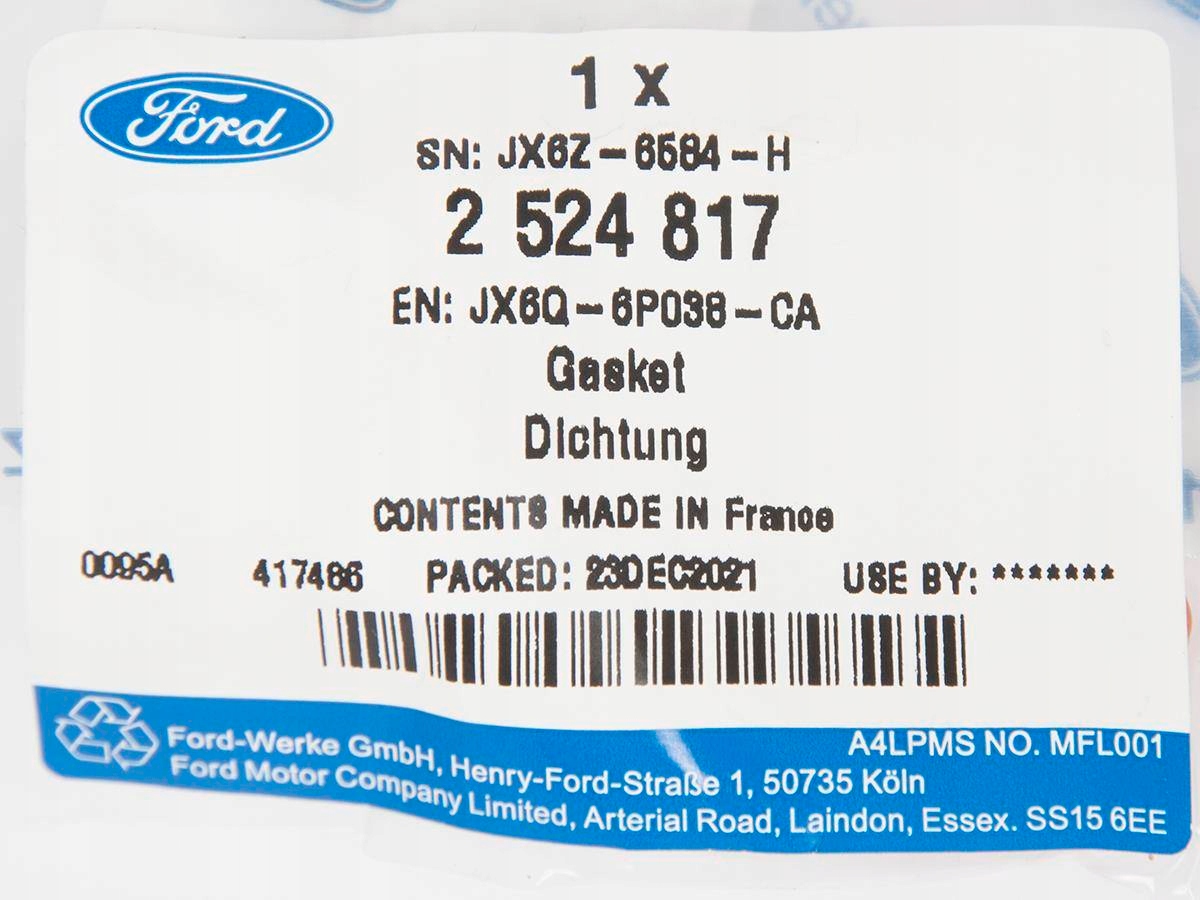 Ford
1 x
SN: JX6Z-6584-H
2 524 817
EN: JX6Q-6P038-CA
Gasket
Dichtung
CONTENTS MADE IN France
0095A 417486 PACKED: 23DEC2021 USE BY: *******
A4LPMS NO. MFL001
Ford-Werke GmbH, Henry-Ford-Straße 1, 50735 Köln
Ford Motor Company Limited, Arterial Road, Laindon, Essex. SS15 6EE